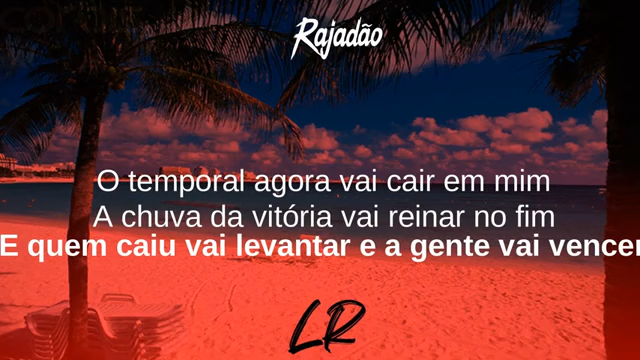 Rajadão
O temporal agora vai cair em mim
A chuva da vitória vai reinar no fim
E quem caiu vai levantar e a gente vai vencer
LR